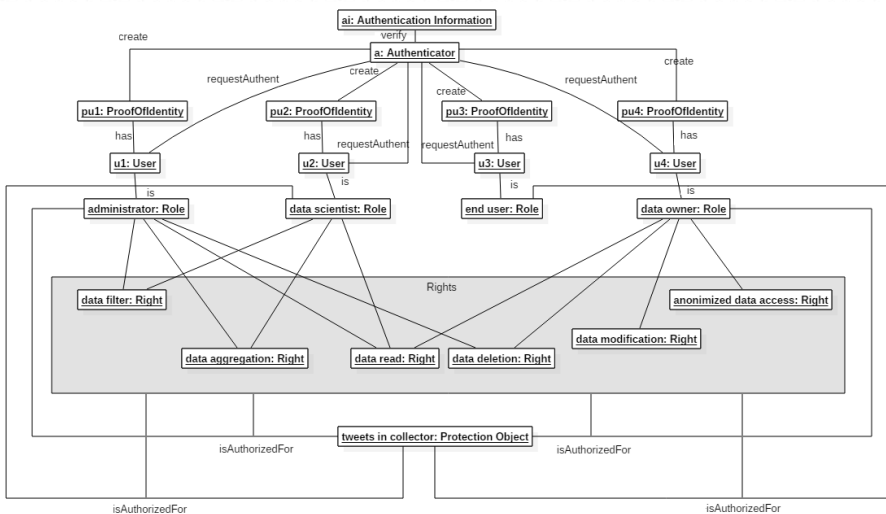 ai: Authentication Information
verify
create
a: Authenticator
create
requestAuthent
create
requestAuthent
create
pu1: ProofOfIdentity
pu2: ProofOfIdentity
pu3: ProofOfIdentity
pu4: ProofOfIdentity
has
has
requestAuthent
requestAuthent
has
has
u1: User
u2: User
u3: User
u4: User
is
is
is
is
administrator: Role
data scientist: Role
end user: Role
data owner: Role
Rights
data filter: Right
anonimized data access: Right
data modification: Right
data aggregation: Right
data read: Right
data deletion: Right
tweets in collector: Protection Object
isAuthorizedFor
isAuthorizedFor
isAuthorizedFor
isAuthorizedFor